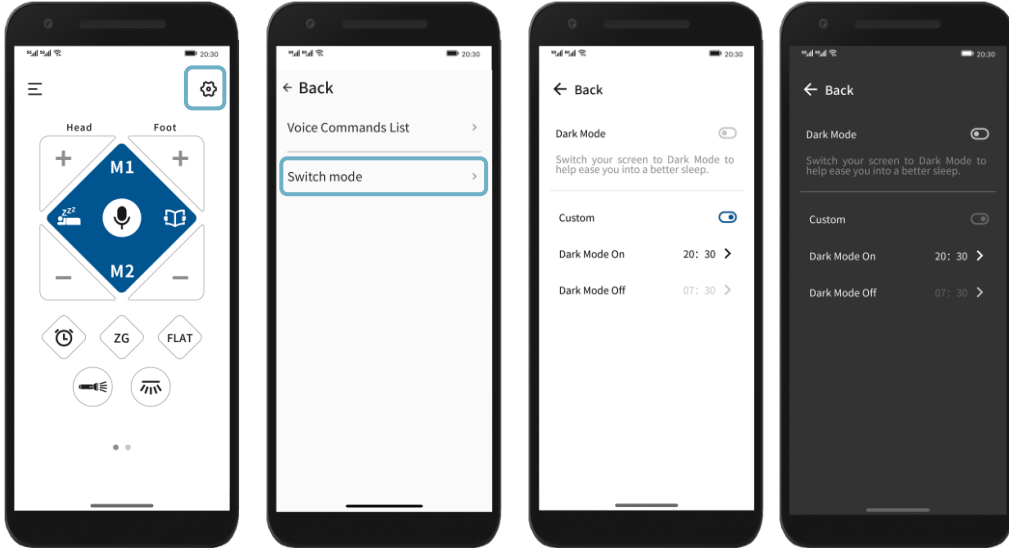 20:30
Head Foot
M1
zzz
M2
ZG
FLAT
20:30
Back
Voice Commands List
Switch mode
20:30
Back
Dark Mode
Switch your screen to Dark Mode to
help ease you into a better sleep.
Custom
Dark Mode On 20: 30
Dark Mode Off 07: 30
20:30
Back
Dark Mode
Switch your screen to Dark Mode to
help ease you into a better sleep.
Custom
Dark Mode On 20: 30
Dark Mode Off 07: 30